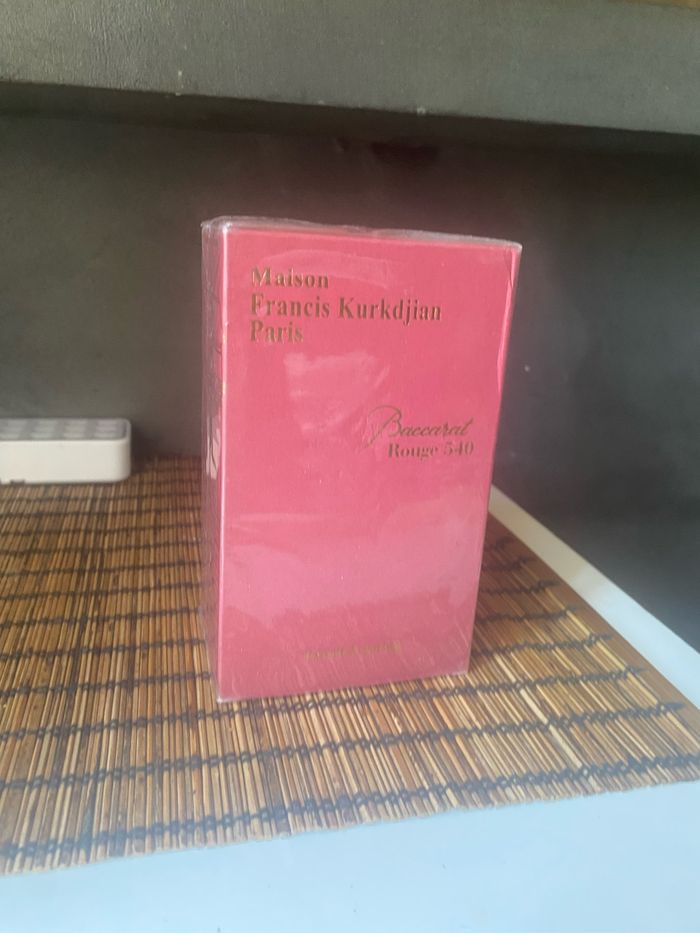 Maison
Francis Kurkdjian
Paris
Baccarat
Rouge 540